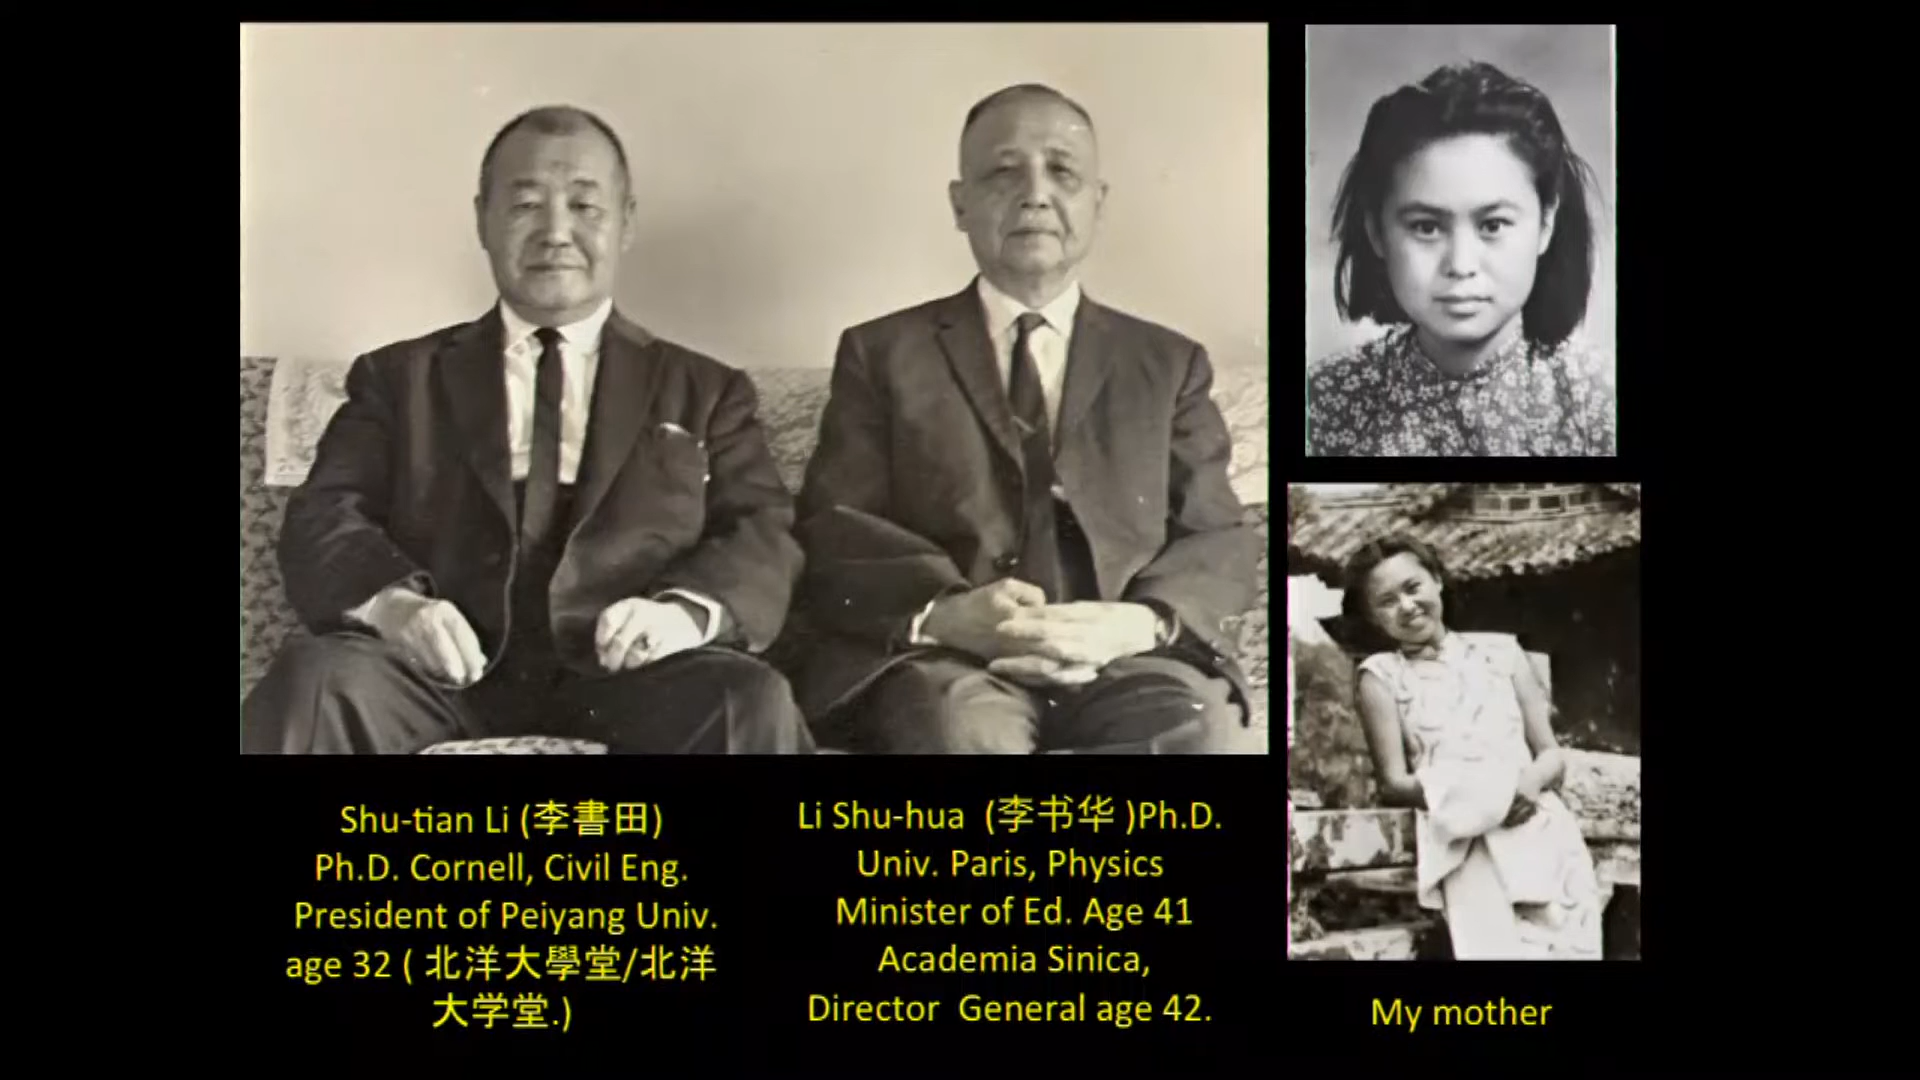 Shu-tian Li (李書田)
Ph.D. Cornell, Civil Eng.
President of Peiyang Univ.
age 32 ( 北洋大學堂/北洋
大学堂.)
Li Shu-hua (李书华 )Ph.D.
Univ. Paris, Physics
Minister of Ed. Age 41
Academia Sinica,
Director General age 42.
My mother